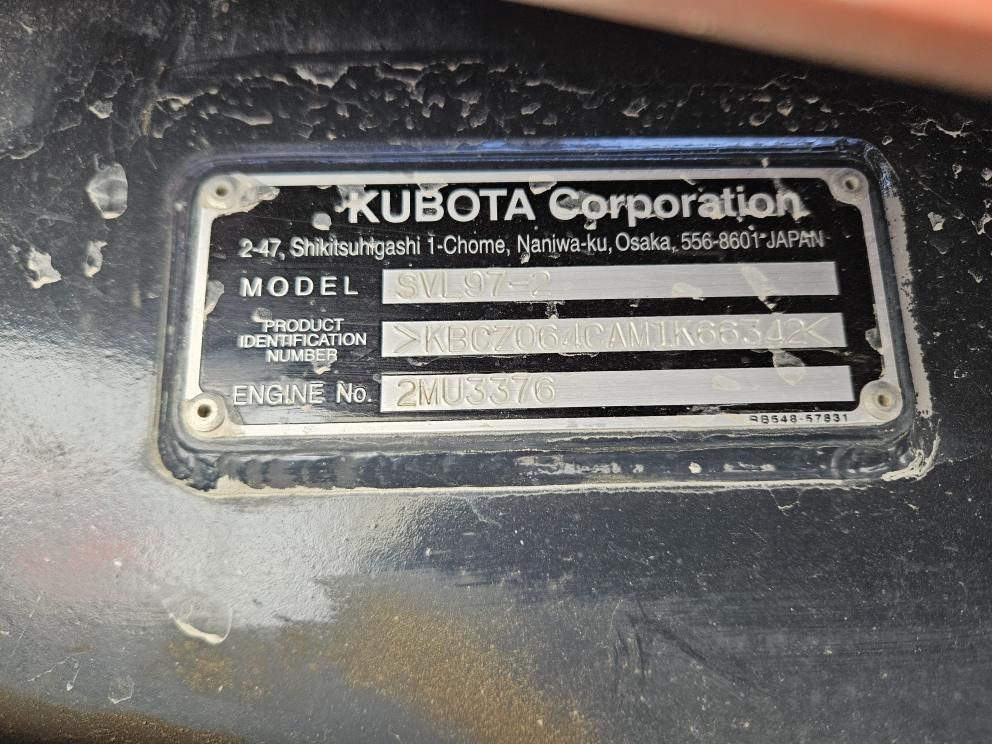 KUBOTA Corporation
2-47, Shikitsuhigashi 1-Chome, Naniwa-ku, Osaka, 556-8601 JAPAN
MODEL SVL97-2
PRODUCT
IDENTIFICATION
NUMBER
>KBCZ064CAM1K66342<
ENGINE No. 2MU3376
RB548-57831